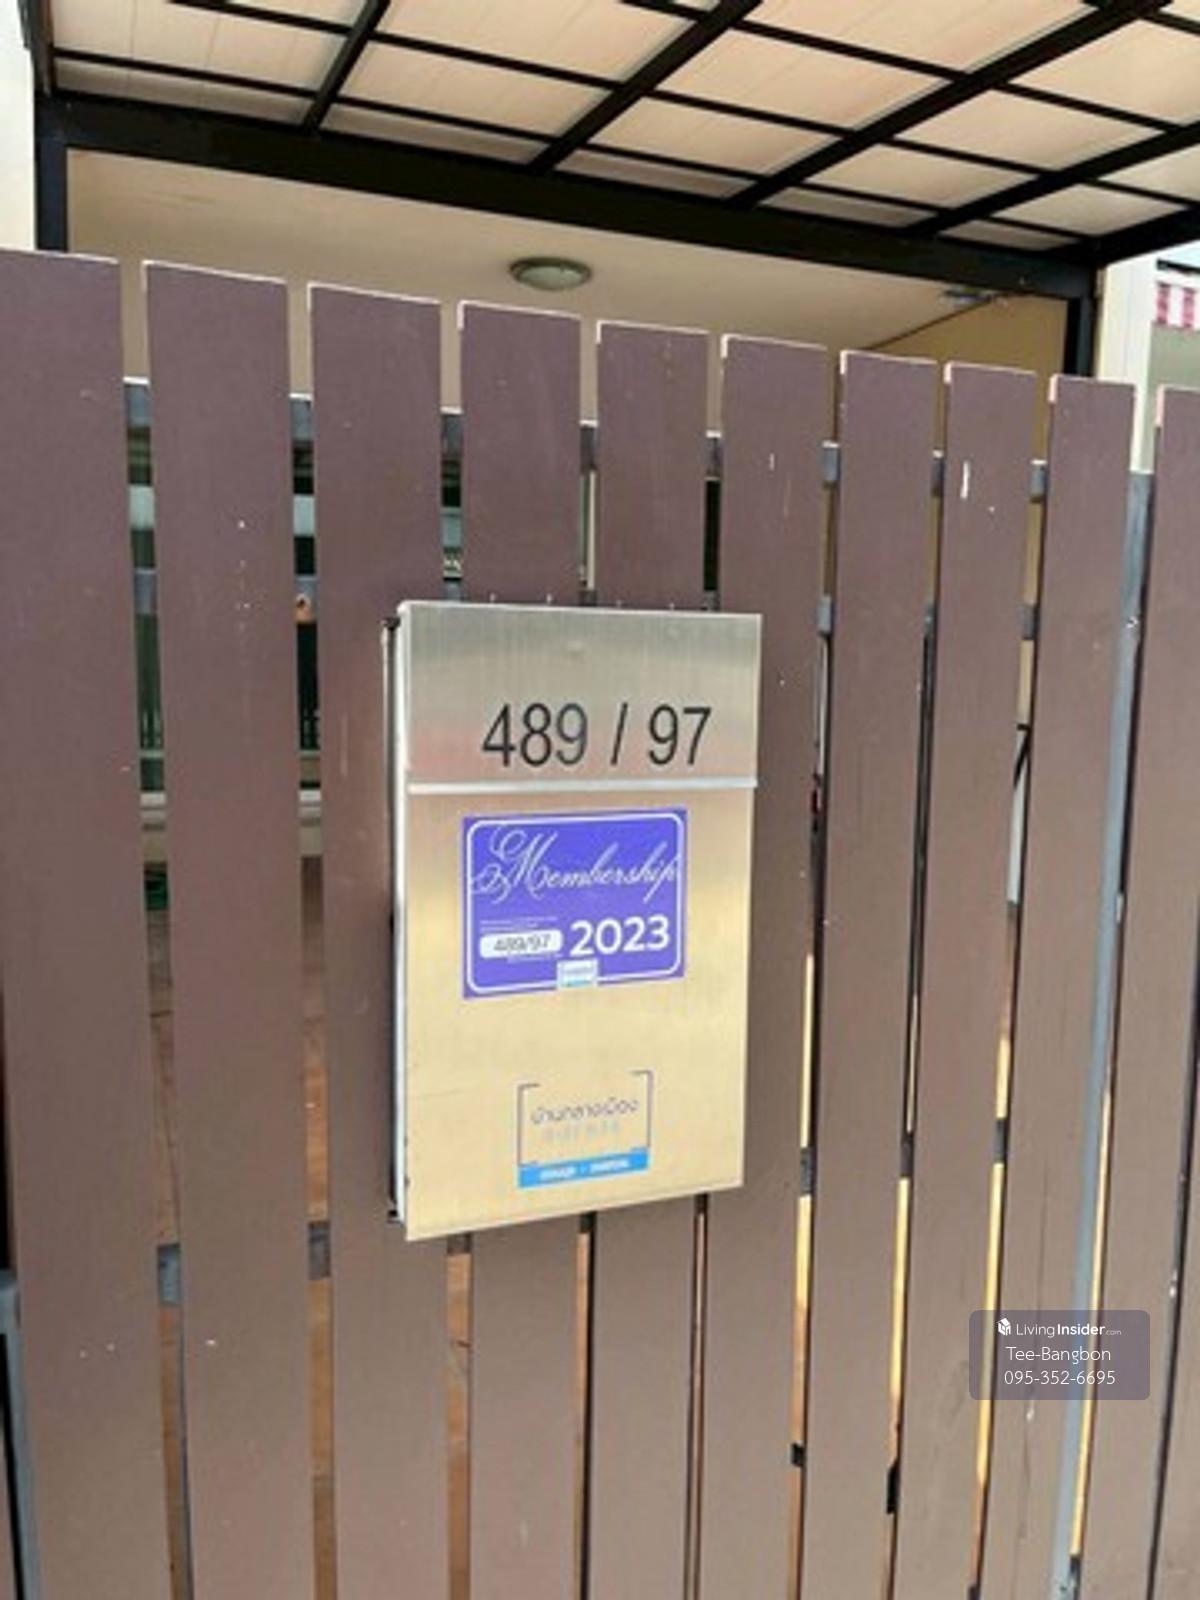 489 / 97
Membership
489/97 2023
บ้านกลางเมือง
LivingInsider.com
Tee-Bangbon
095-352-6695